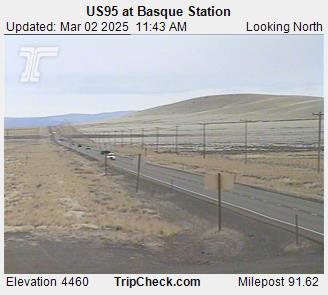 US95 at Basque Station
Updated: Mar 02 2025 11:43 AM Looking North
Elevation 4460 TripCheck.com Milepost 91.62